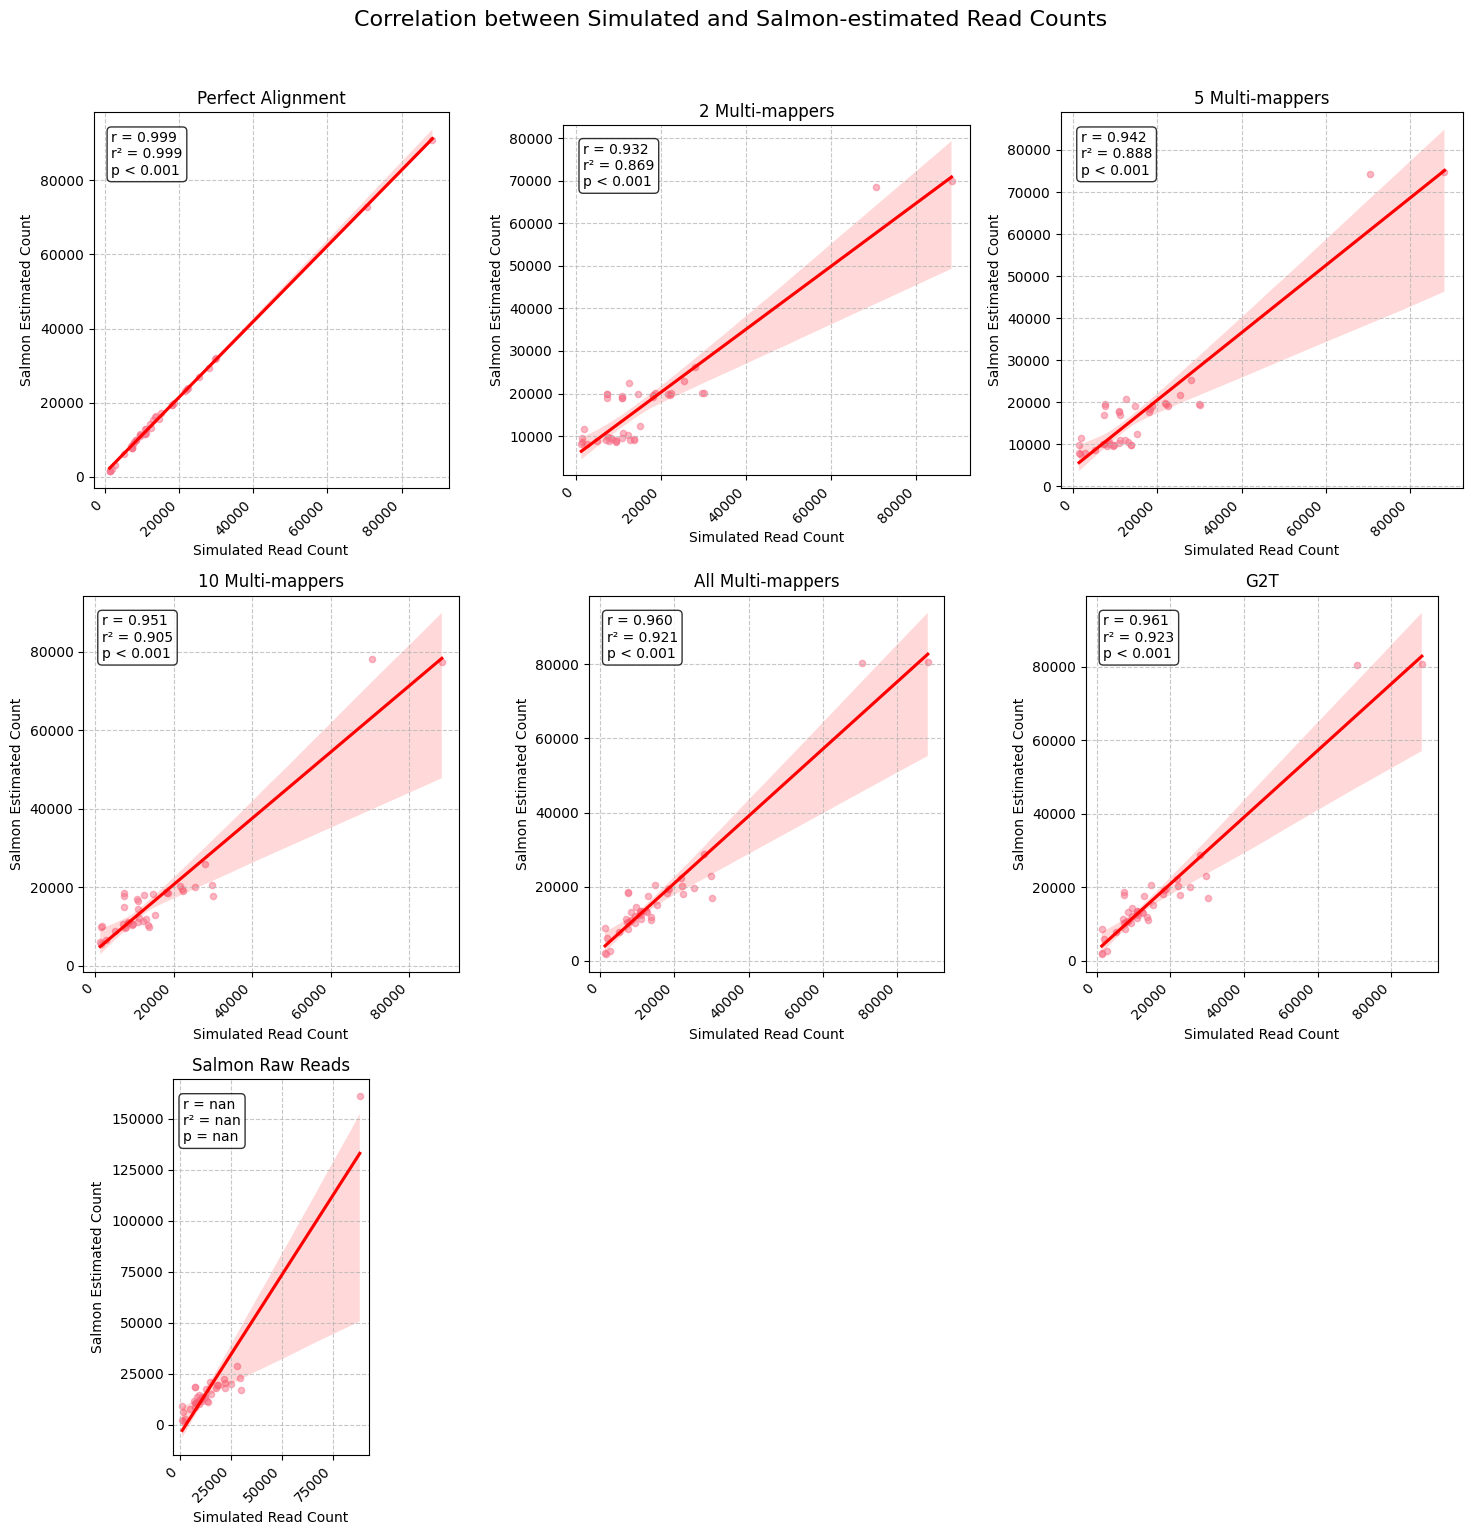 Correlation between Simulated and Salmon-estimated Read Counts
Perfect Alignment
r = 0.999
r² = 0.999
p < 0.001
Salmon Estimated Count
80000
60000
40000
20000
0
0
20000
40000
60000
80000
Simulated Read Count
2 Multi-mappers
r = 0.932
r² = 0.869
p < 0.001
Salmon Estimated Count
80000
70000
60000
50000
40000
30000
20000
10000
0
20000
40000
60000
80000
Simulated Read Count
5 Multi-mappers
r = 0.942
r² = 0.888
p < 0.001
Salmon Estimated Count
80000
70000
60000
50000
40000
30000
20000
10000
0
0
20000
40000
60000
80000
Simulated Read Count
10 Multi-mappers
r = 0.951
r² = 0.905
p < 0.001
Salmon Estimated Count
80000
60000
40000
20000
0
0
20000
40000
60000
80000
Simulated Read Count
All Multi-mappers
r = 0.960
r² = 0.921
p < 0.001
Salmon Estimated Count
80000
60000
40000
20000
0
0
20000
40000
60000
80000
Simulated Read Count
G2T
r = 0.961
r² = 0.923
p < 0.001
Salmon Estimated Count
80000
60000
40000
20000
0
0
20000
40000
60000
80000
Simulated Read Count
Salmon Raw Reads
r = nan
r² = nan
p = nan
Salmon Estimated Count
150000
125000
100000
75000
50000
25000
0
0
25000
50000
75000
Simulated Read Count